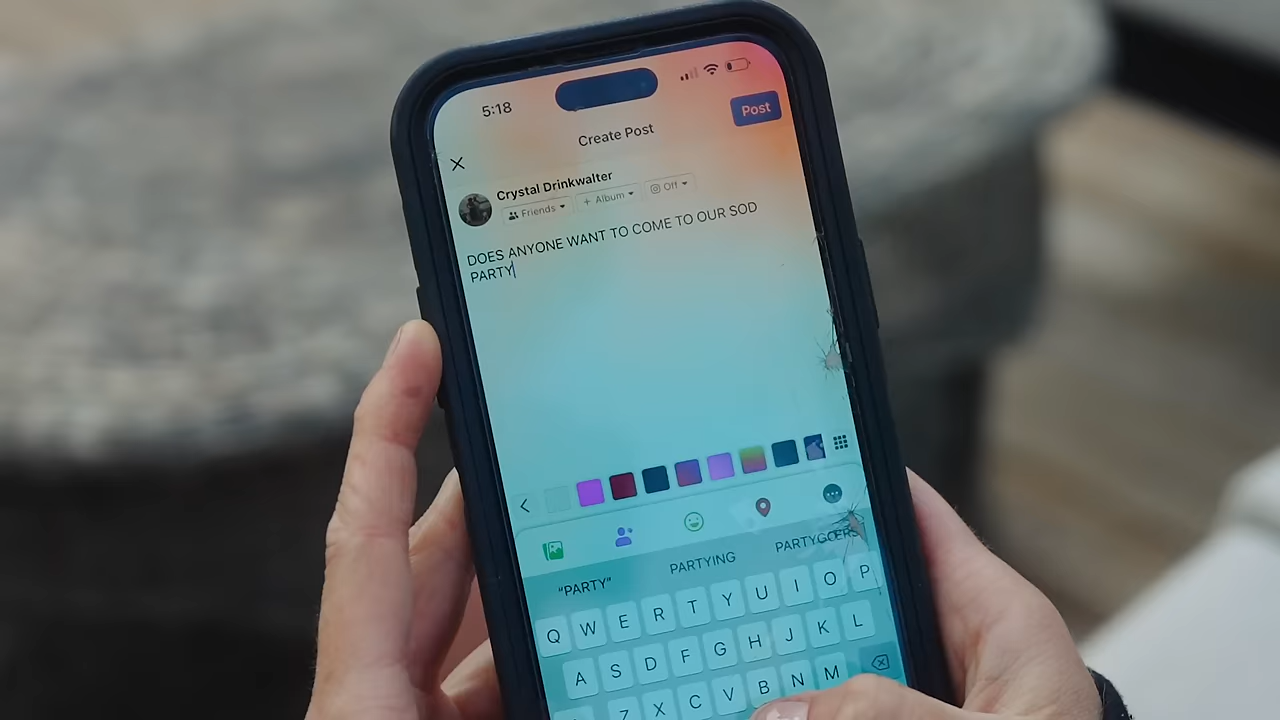 5:18
Create Post
Post
Crystal Drinkwalter
Friends
+ Album
Off
DOES ANYONE WANT TO COME TO OUR SOD
PARTY
"PARTY" PARTYING PARTYGOERS
Q W E R T Y U I O P
A S D F G H J K L
Z X C V B N M